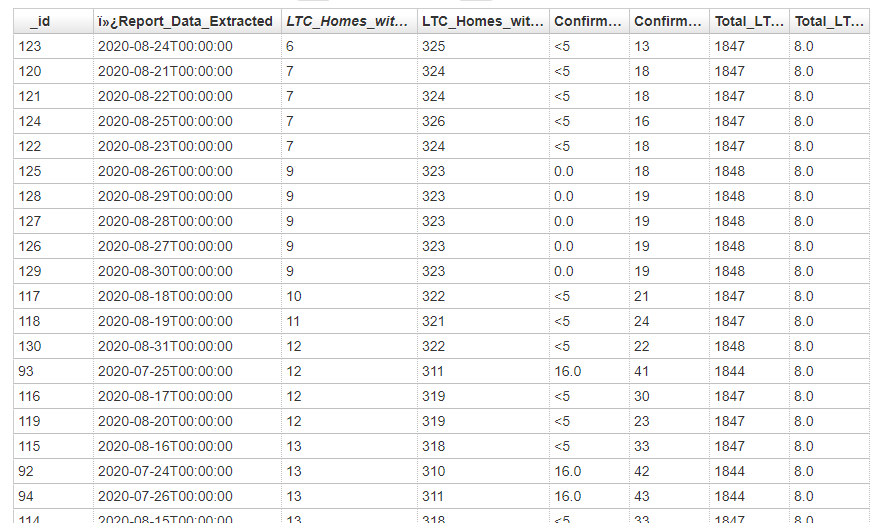 _id ï»¿Report_Data_Extracted LTC_Homes_wit... LTC_Homes_wit... Confirm... Confirm... Total_LT... Total_LT...
123 2020-08-24T00:00:00 6 325 <5 13 1847 8.0
120 2020-08-21T00:00:00 7 324 <5 18 1847 8.0
121 2020-08-22T00:00:00 7 324 <5 18 1847 8.0
124 2020-08-25T00:00:00 7 326 <5 16 1847 8.0
122 2020-08-23T00:00:00 7 324 <5 18 1847 8.0
125 2020-08-26T00:00:00 9 323 0.0 18 1848 8.0
128 2020-08-29T00:00:00 9 323 0.0 19 1848 8.0
127 2020-08-28T00:00:00 9 323 0.0 19 1848 8.0
126 2020-08-27T00:00:00 9 323 0.0 19 1848 8.0
129 2020-08-30T00:00:00 9 323 0.0 19 1848 8.0
117 2020-08-18T00:00:00 10 322 <5 21 1847 8.0
118 2020-08-19T00:00:00 11 321 <5 24 1847 8.0
130 2020-08-31T00:00:00 12 322 <5 22 1848 8.0
93 2020-07-25T00:00:00 12 311 16.0 41 1844 8.0
116 2020-08-17T00:00:00 12 319 <5 30 1847 8.0
119 2020-08-20T00:00:00 12 319 <5 23 1847 8.0
115 2020-08-16T00:00:00 13 318 <5 33 1847 8.0
92 2020-07-24T00:00:00 13 310 16.0 42 1844 8.0
94 2020-07-26T00:00:00 13 311 16.0 43 1844 8.0
114 2020-08-15T00:00:00 13 318 <5 33 1847 8.0